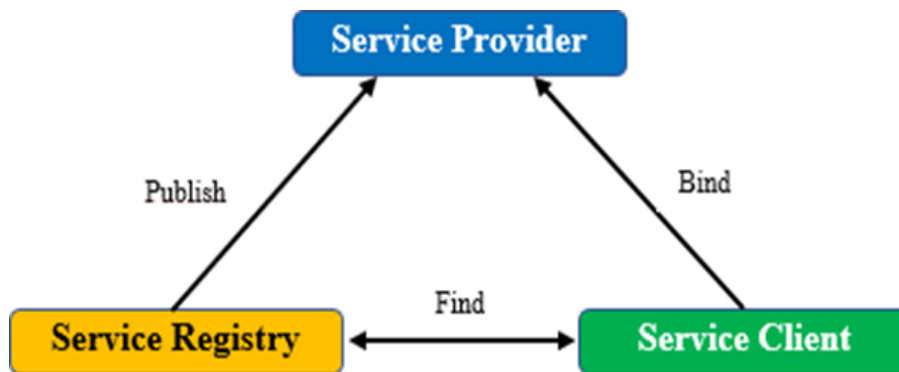 Service Provider
Publish
Bind
Find
Service Registry
Service Client